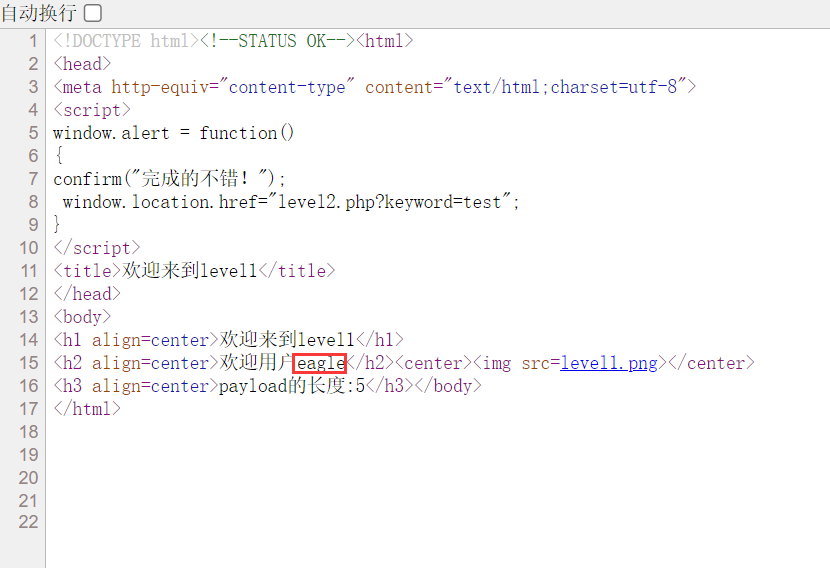 自动换行
1 <!DOCTYPE html><!--STATUS OK--><html>
2 <head>
3 <meta http-equiv="content-type" content="text/html;charset=utf-8">
4 <script>
5 window.alert = function()
6 {
7 confirm("完成的不错！");
8  window.location.href="level2.php?keyword=test";
9 }
10 </script>
11 <title>欢迎来到level1</title>
12 </head>
13 <body>
14 <h1 align=center>欢迎来到level1</h1>
15 <h2 align=center>欢迎用户eagle</h2><center><img src=level1.png></center>
16 <h3 align=center>payload的长度:5</h3></body>
17 </html>
18
19
20
21
22